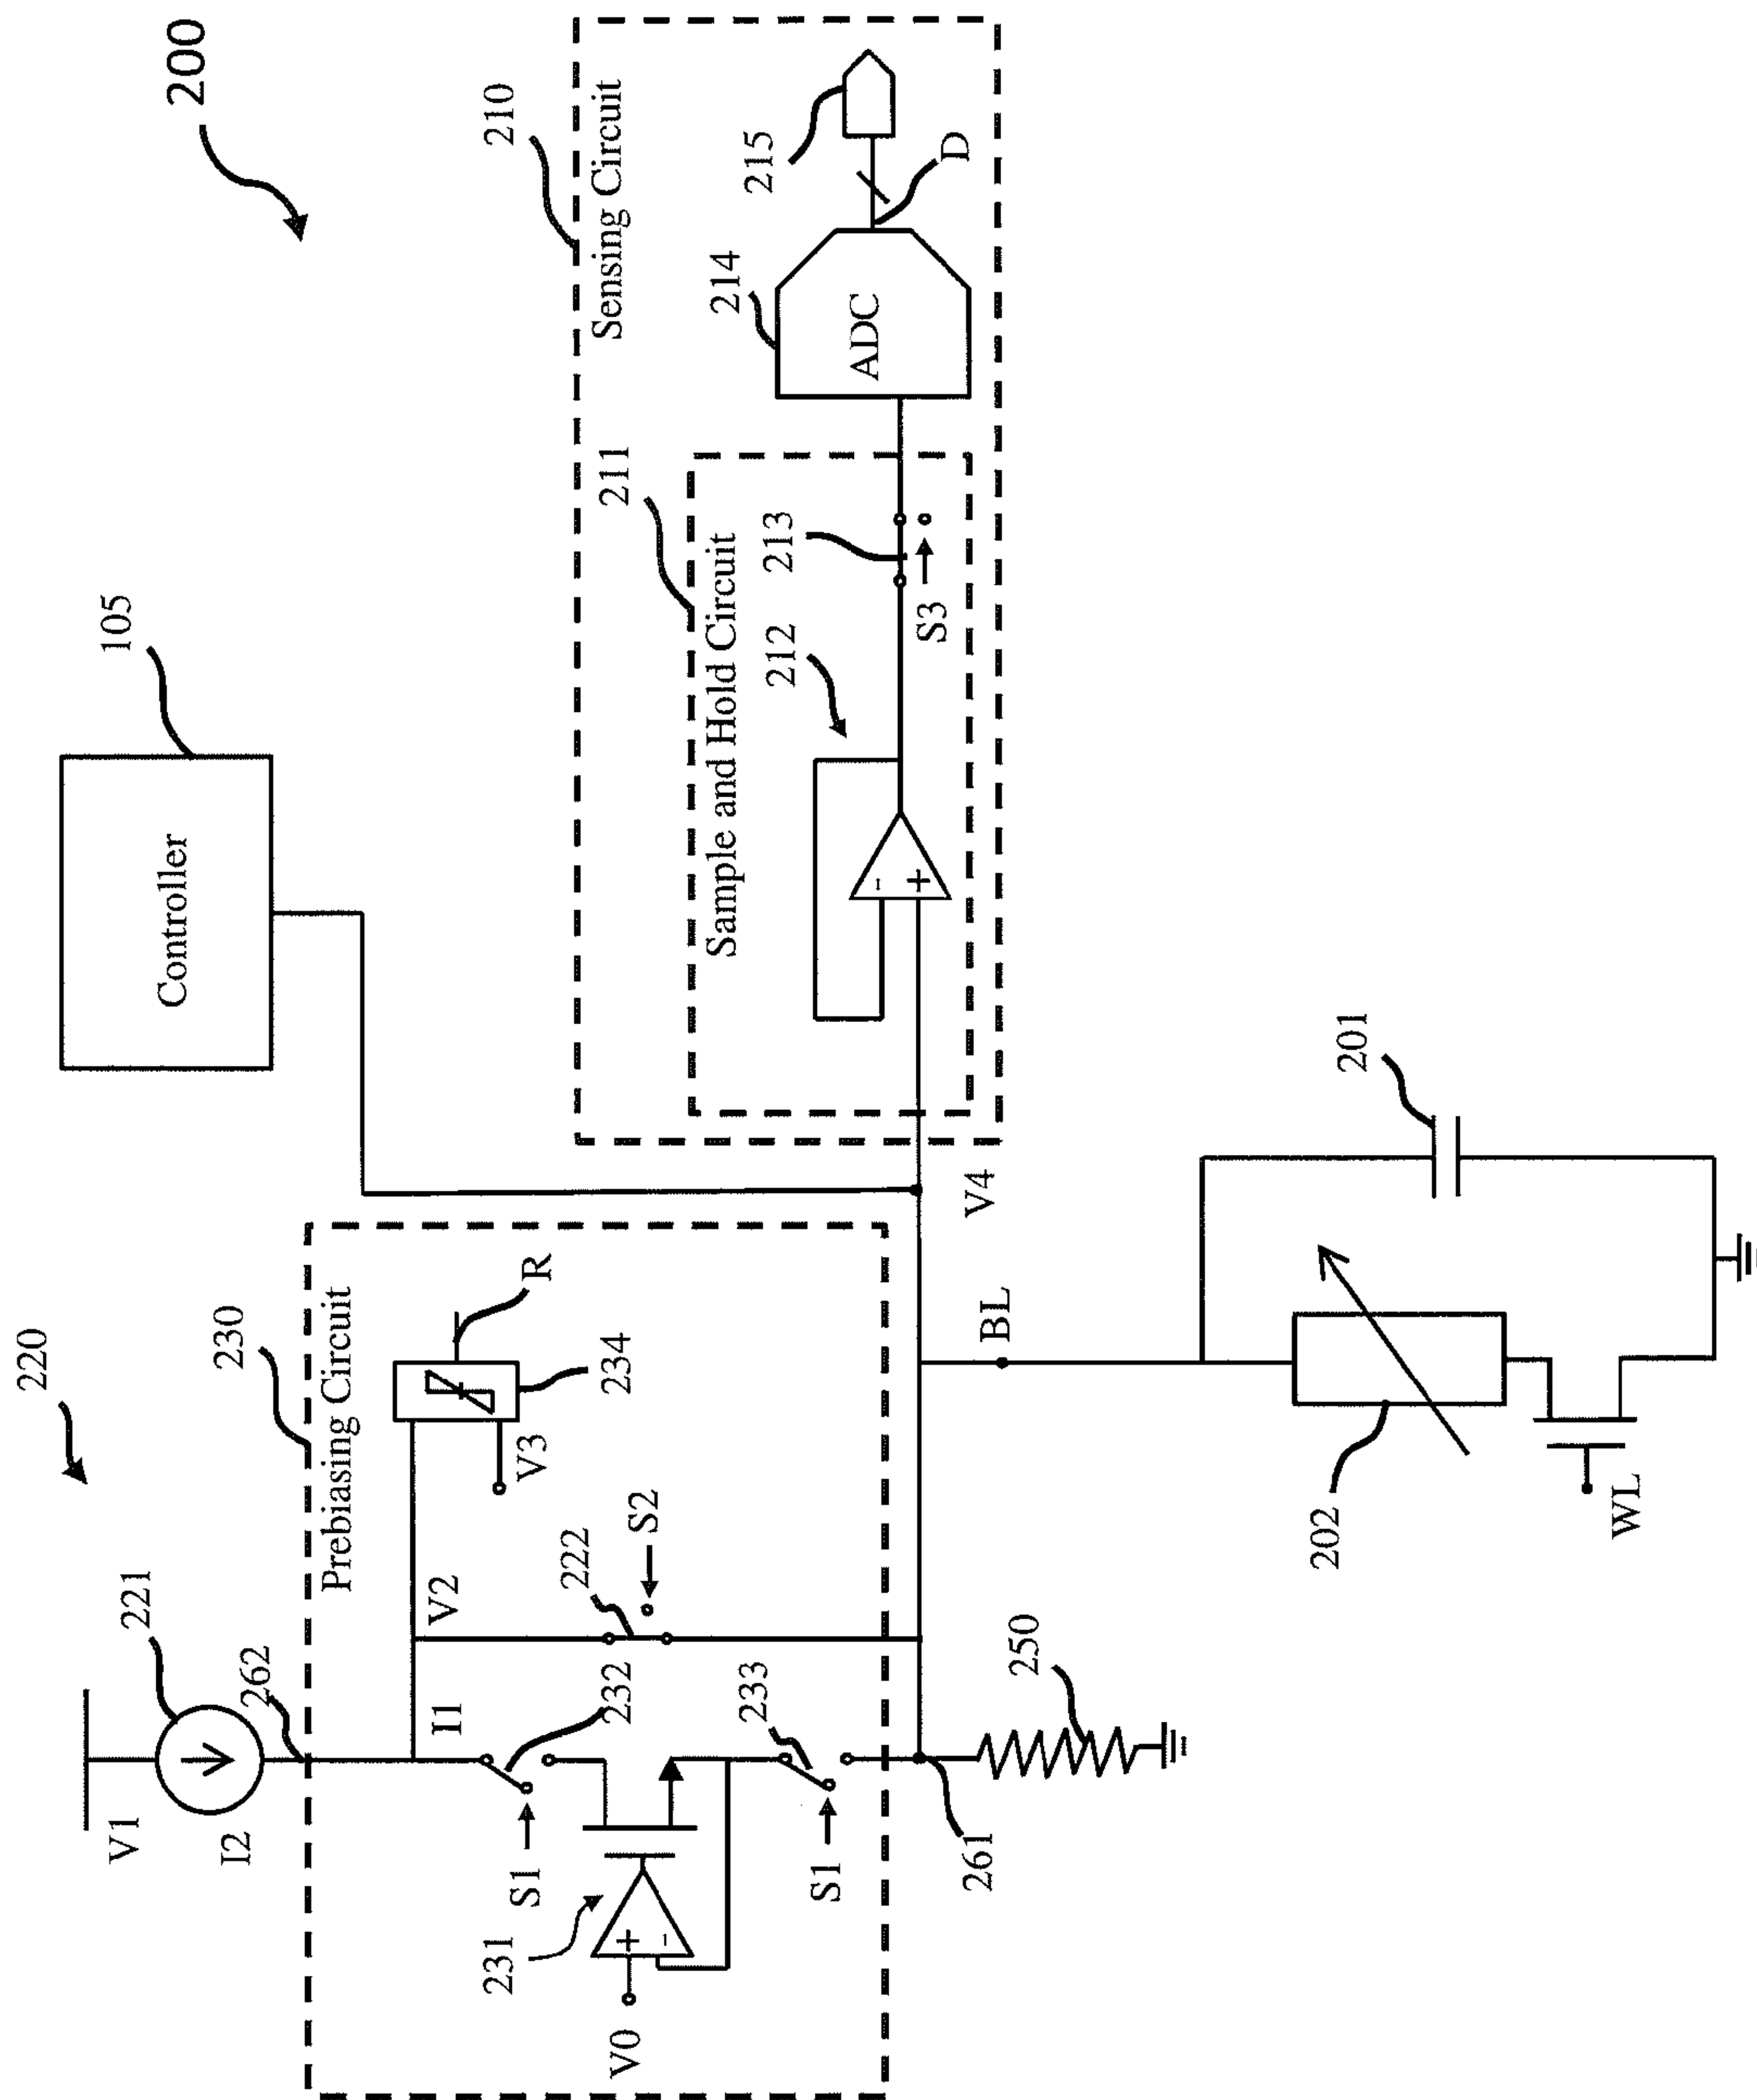 200
220
105
Controller
V1
221
I2
262
230
Prebiasing Circuit
I1
V2
R
234
V3
S1
232
222
S2
231
V0
233
S1
261
250
V4
BL
202
WL
201
210
Sensing Circuit
211
Sample and Hold Circuit
212
-
+
213
S3
214
ADC
215
D
+
-